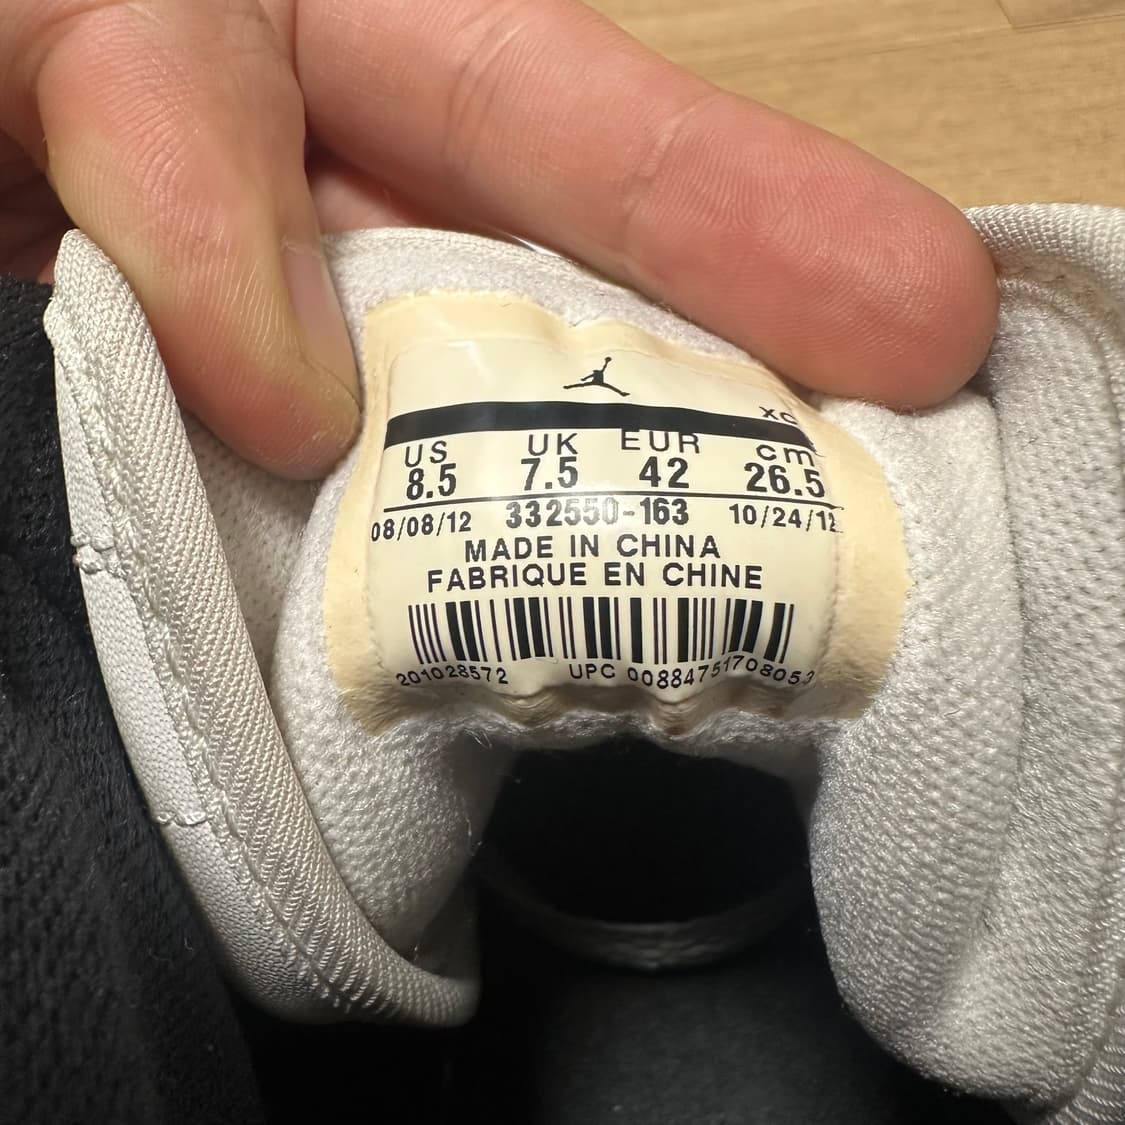 XC
US UK EUR cm
8.5 7.5 42 26.5
08/08/12 332550-163 10/24/12
MADE IN CHINA
FABRIQUE EN CHINE
201028572 UPC 00884751708053